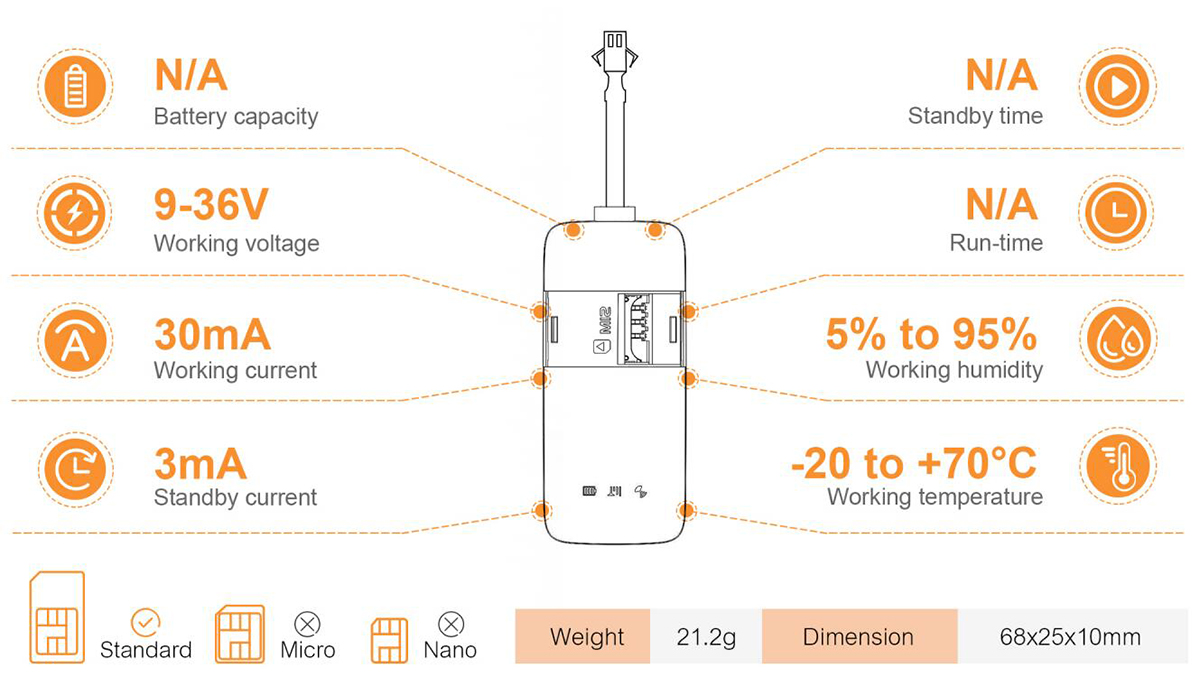 N/A
Battery capacity
N/A
Standby time
9-36V
Working voltage
N/A
Run-time
30mA
Working current
5% to 95%
Working humidity
3mA
Standby current
-20 to +70°C
Working temperature
SIM
Standard
Micro
Nano
Weight
21.2g
Dimension
68x25x10mm